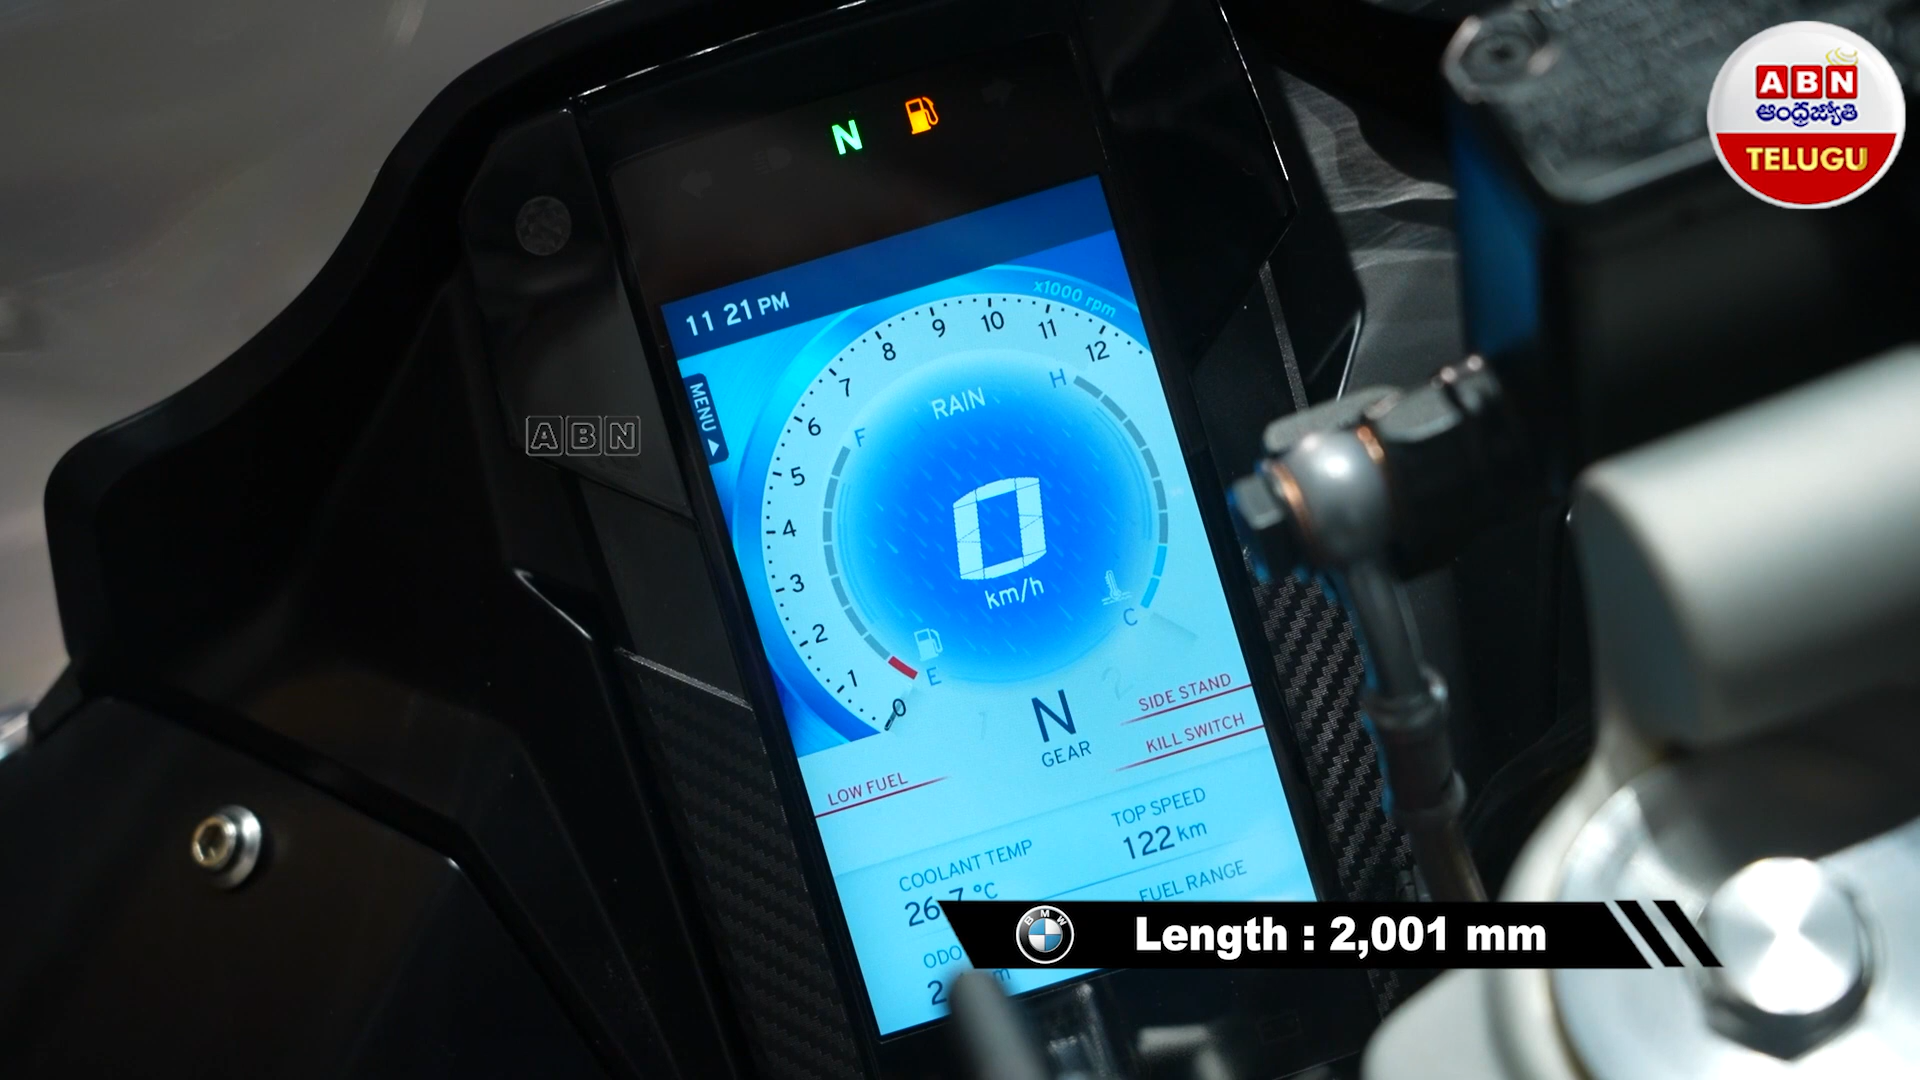 ABN
ఆంధ్రజ్యోతి
TELUGU
N
11 21 PM
x1000 rpm
MENU
0 1 2 3 4 5 6 7 8 9 10 11 12
RAIN
F
H
0
km/h
E
C
N
GEAR
SIDE STAND
KILL SWITCH
LOW FUEL
TOP SPEED
122 km
COOLANT TEMP
°C
FUEL RANGE
ODO
ABN
BMW
Length : 2,001 mm